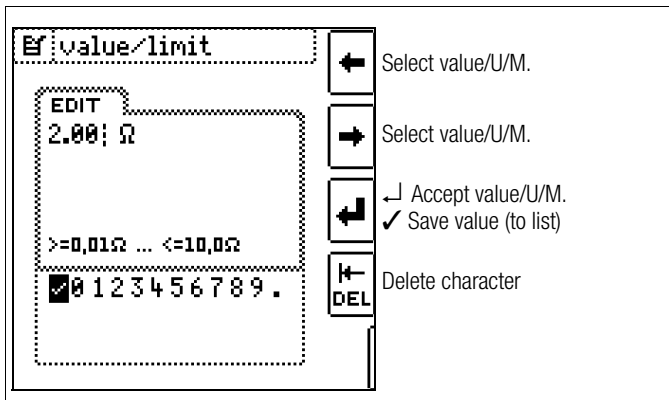 value/limit
EDIT
2.00 Ω
>=0,01Ω ... <=10,0Ω
✓0123456789.
DEL
Select value/U/M.
Select value/U/M.
↵ Accept value/U/M.
✓ Save value (to list)
Delete character